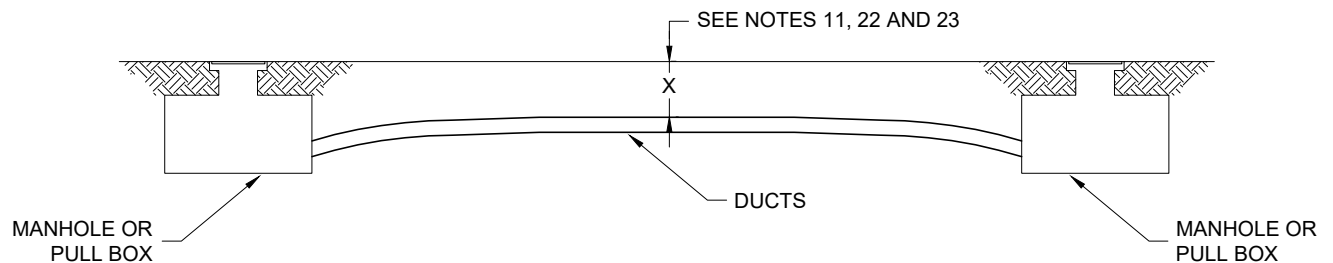 SEE NOTES 11, 22 AND 23
X
DUCTS
MANHOLE OR
PULL BOX
MANHOLE OR
PULL BOX